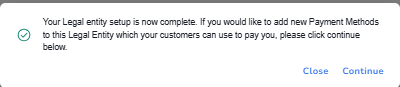 Your Legal entity setup is now complete. If you would like to add new Payment Methods
to this Legal Entity which your customers can use to pay you, please click continue
below.
Close Continue